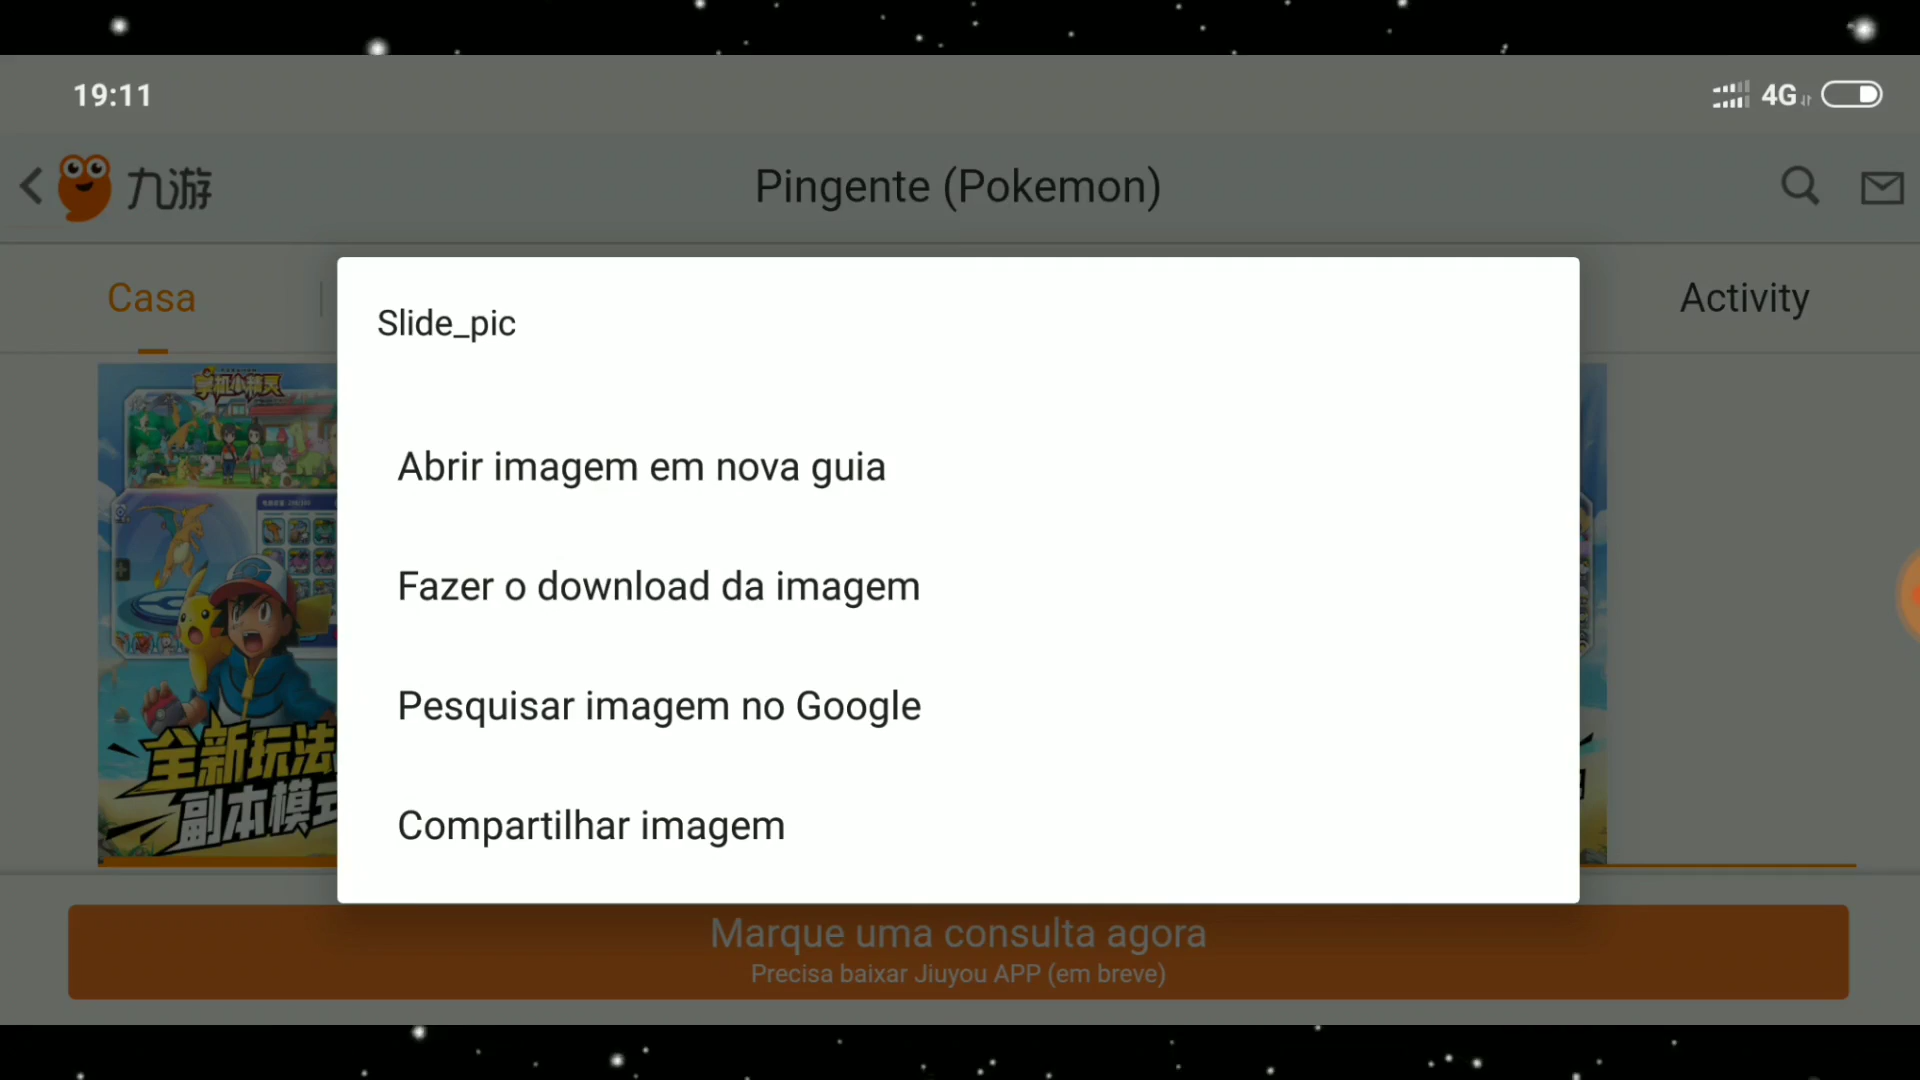 19:11
4G
九游
Pingente (Pokemon)
Casa
Activity
Slide_pic
Abrir imagem em nova guia
Fazer o download da imagem
Pesquisar imagem no Google
Compartilhar imagem
全新玩法
副本模式
Marque uma consulta agora
Precisa baixar Jiuyou APP (em breve)